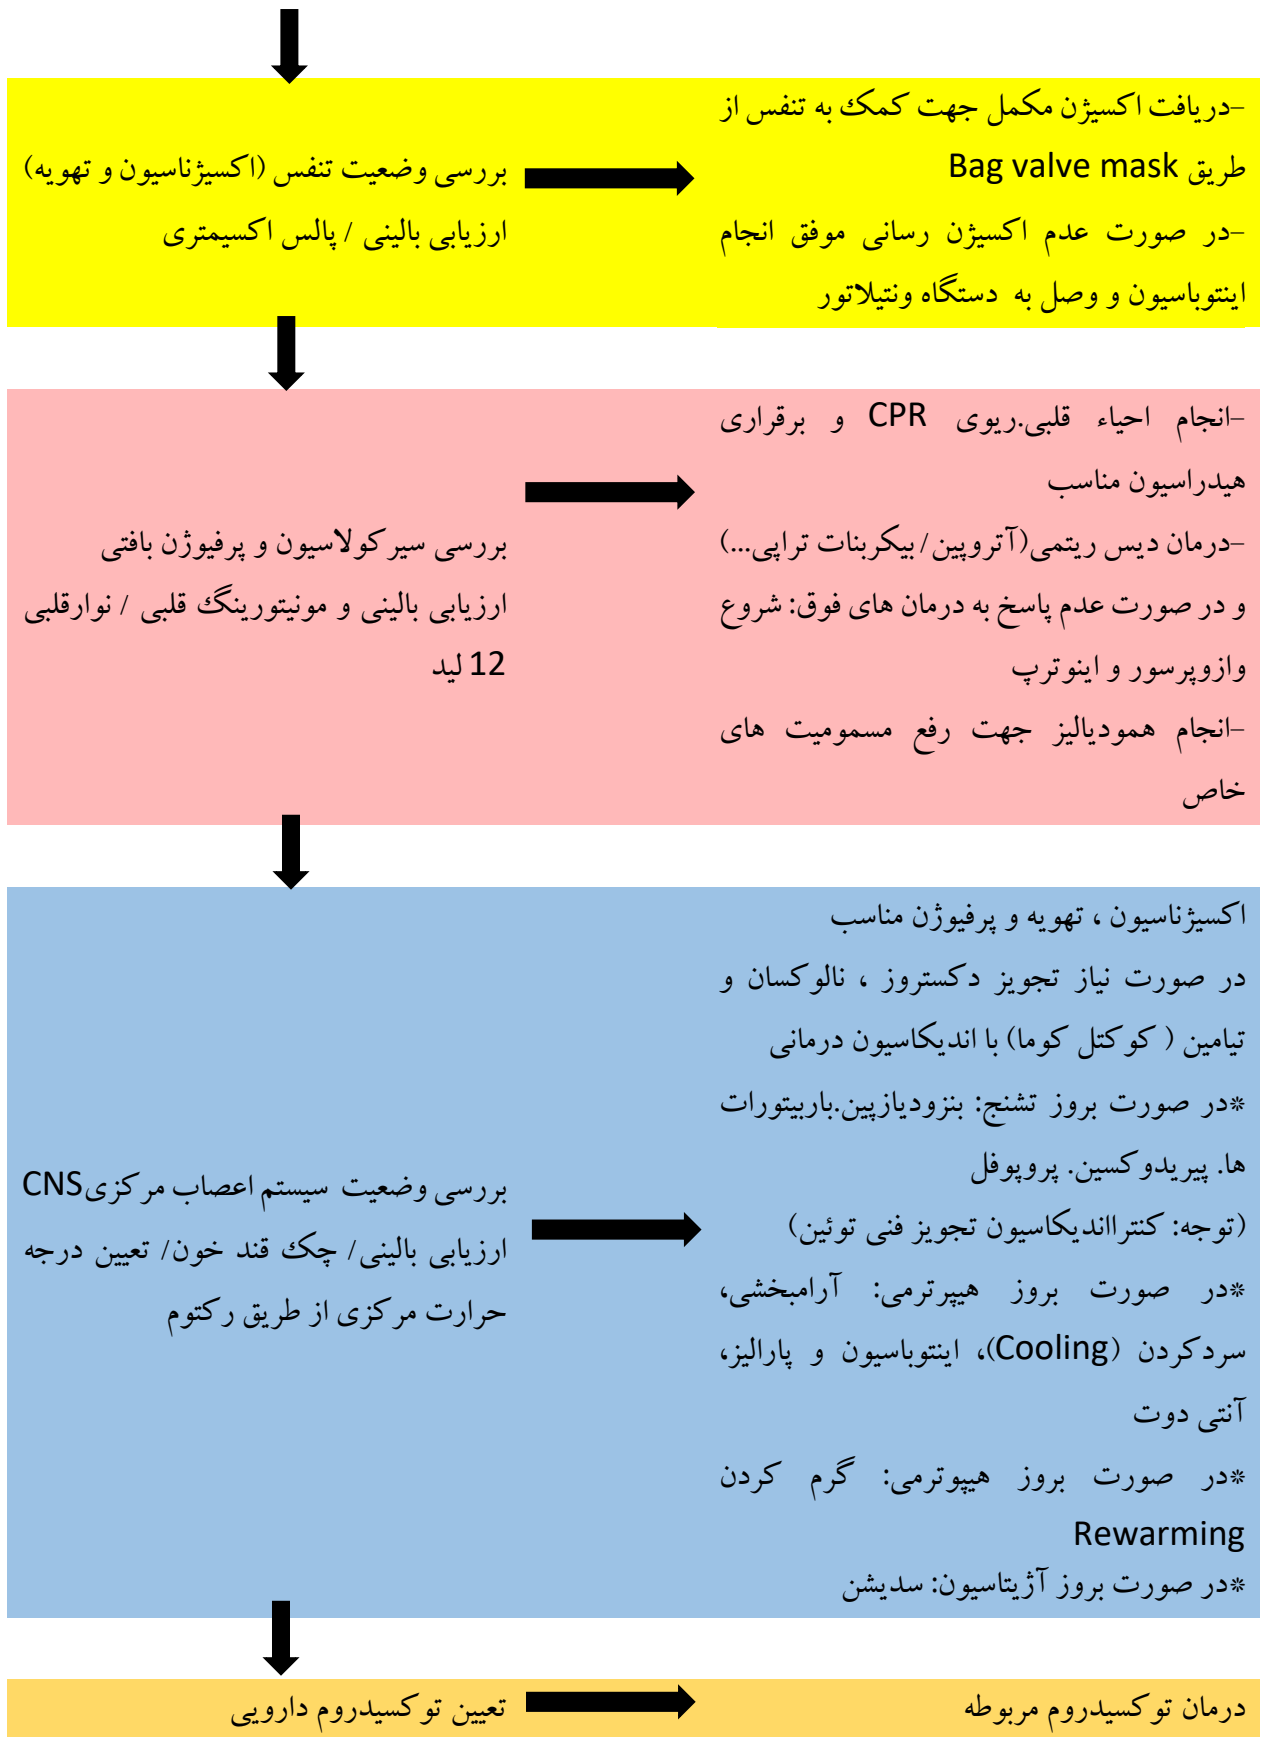 بررسی وضعیت تنفس (اکسیژناسیون و تهویه)
ارزیابی بالینی / پالس اکسیمتری
-دریافت اکسیژن مکمل جهت کمک به تنفس از
طریق Bag valve mask
-در صورت عدم اکسیژن رسانی موفق انجام
اینتوباسیون و وصل به دستگاه ونتیلاتور
بررسی سیرکولاسیون و پرفیوژن بافتی
ارزیابی بالینی و مونیتورینگ قلبی / نوارقلبی
12 لید
-انجام احیاء قلبی.ریوی CPR و برقراری
هیدراسیون مناسب
-درمان دیس ریتمی(آتروپین/بیکربنات تراپی...)
و در صورت عدم پاسخ به درمان های فوق: شروع
وازوپرسور و اینوترپ
-انجام همودیالیز جهت رفع مسمومیت های
خاص
بررسی وضعیت سیستم اعصاب مرکزیCNS
ارزیابی بالینی/ چک قند خون/ تعیین درجه
حرارت مرکزی از طریق رکتوم
اکسیژناسیون ، تهویه و پرفیوژن مناسب
در صورت نیاز تجویز دکستروز ، نالوکسان و
تیامین ( کوکتل کوما) با اندیکاسیون درمانی
*در صورت بروز تشنج: بنزودیازپین.باربیتورات
ها. پیریدوکسین. پروپوفل
(توجه: کنترااندیکاسیون تجویز فنی توئین)
*در صورت بروز هیپرترمی: آرامبخشی،
سردکردن (Cooling)، اینتوباسیون و پارالیز،
آنتی دوت
*در صورت بروز هیپوترمی: گرم کردن
Rewarming
*در صورت بروز آژیتاسیون: سدیشن
تعیین توکسیدروم دارویی
درمان توکسیدروم مربوطه